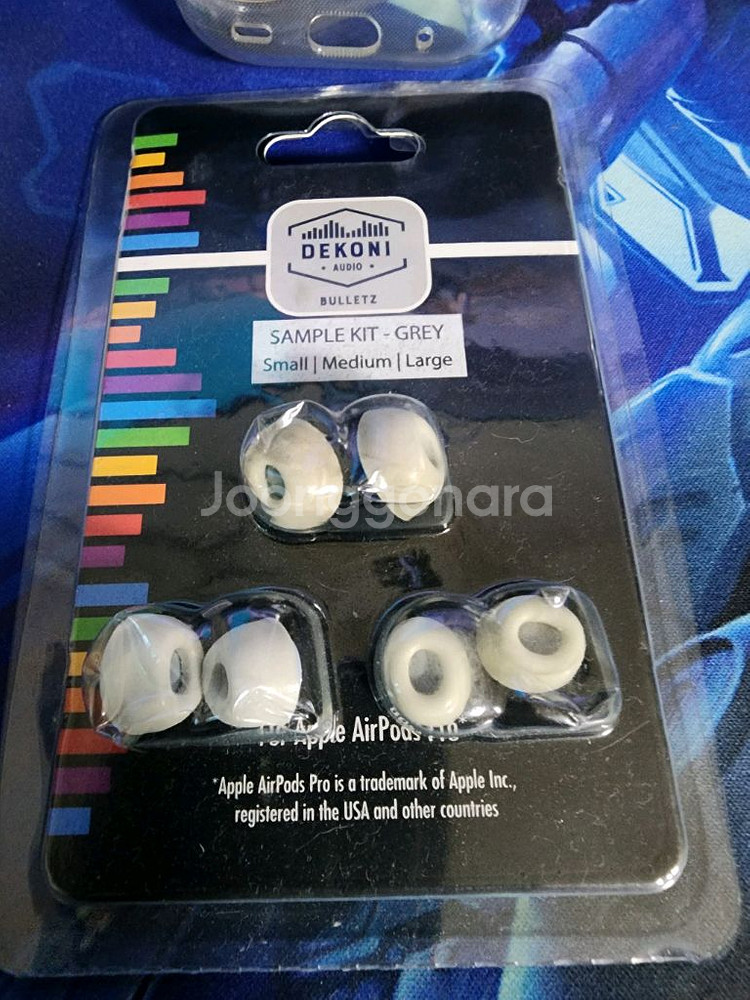 DEKONI
AUDIO
BULLETZ
SAMPLE KIT - GREY
Small | Medium | Large
Joonggonara
For Apple AirPods Pro*
*Apple AirPods Pro is a trademark of Apple Inc.,
registered in the USA and other countries